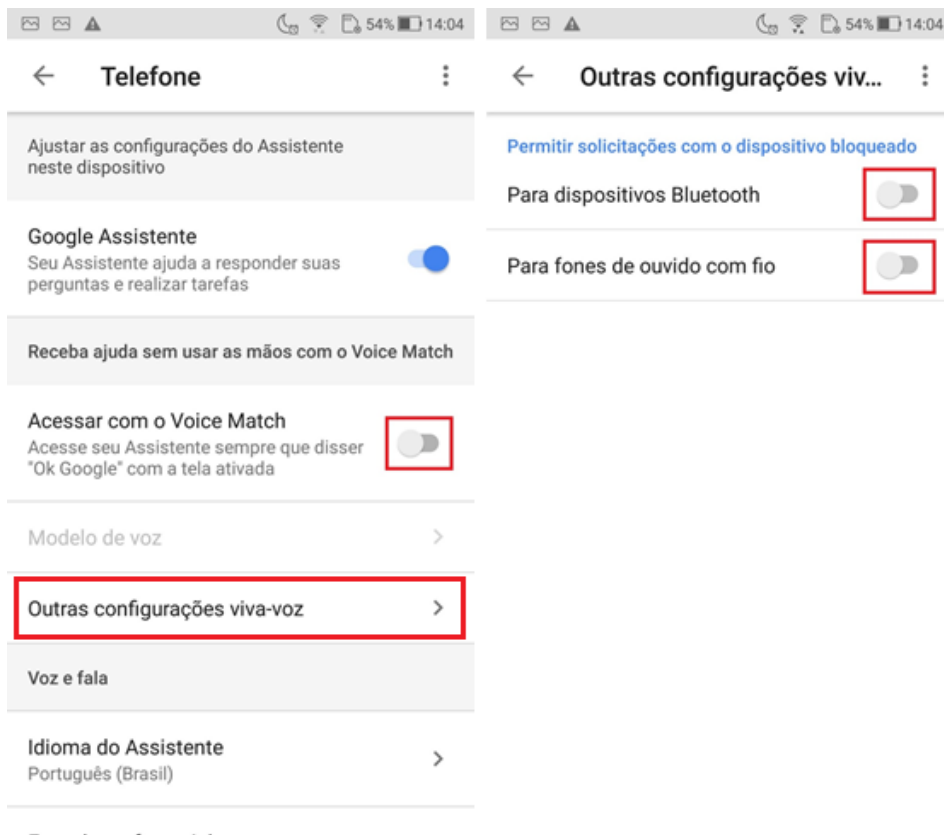 54% 14:04
Telefone
Ajustar as configurações do Assistente
neste dispositivo
Google Assistente
Seu Assistente ajuda a responder suas
perguntas e realizar tarefas
Receba ajuda sem usar as mãos com o Voice Match
Acessar com o Voice Match
Acesse seu Assistente sempre que disser
"Ok Google" com a tela ativada
Modelo de voz
Outras configurações viva-voz
Voz e fala
Idioma do Assistente
Português (Brasil)
54% 14:04
Outras configurações viv...
Permitir solicitações com o dispositivo bloqueado
Para dispositivos Bluetooth
Para fones de ouvido com fio